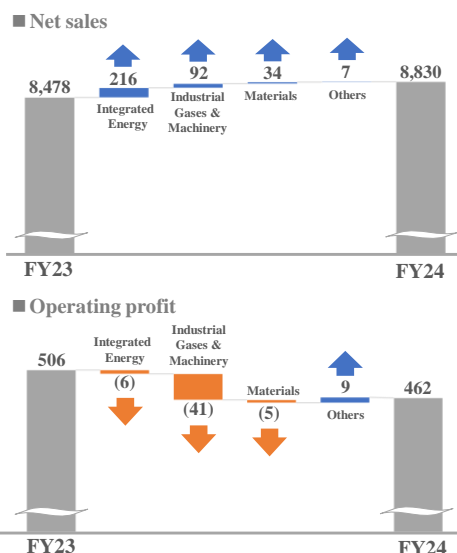 ■ Net sales
8,478
216
92
34
7
8,830
Integrated
Energy
Industrial
Gases &
Machinery
Materials
Others
FY23
FY24
■ Operating profit
506
Integrated
Energy
(6)
Industrial
Gases &
Machinery
(41)
Materials
(5)
9
Others
462
FY23
FY24